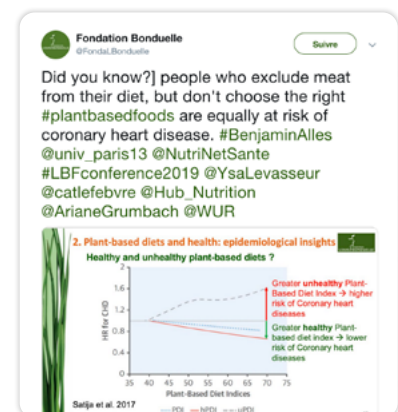 Fondation Bonduelle
@FondaLBonduelle
Suivre
Did you know?] people who exclude meat
from their diet, but don't choose the right
#plantbasedfoods are equally at risk of
coronary heart disease. #BenjaminAlles
@univ_paris13 @NutriNetSante
#LBFconference2019 @YsaLevasseur
@catlefebvre @Hub_Nutrition
@ArianeGrumbach @WUR
2. Plant-based diets and health: epidemiological insights
Healthy and unhealthy plant-based diets ?
2
1.6
1.2
0.8
0.4
0
HR for CHD
35 40 45 50 55 60 65 70 75
Plant-Based Diet Indices
PDI hPDI uPDI
Greater unhealthy Plant-
Based Diet Index → higher
risk of Coronary heart
diseases
Greater healthy Plant-
based diet index → lower
risk of Coronary heart
diseases
Satija et al. 2017